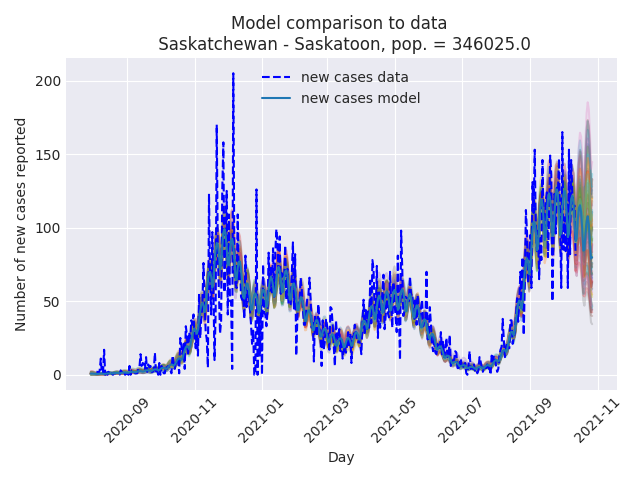 Model comparison to data
Saskatchewan - Saskatoon, pop. = 346025.0
new cases data
new cases model
Number of new cases reported
200
150
100
50
0
2020-09
2020-11
2021-01
2021-03
2021-05
2021-07
2021-09
2021-11
Day